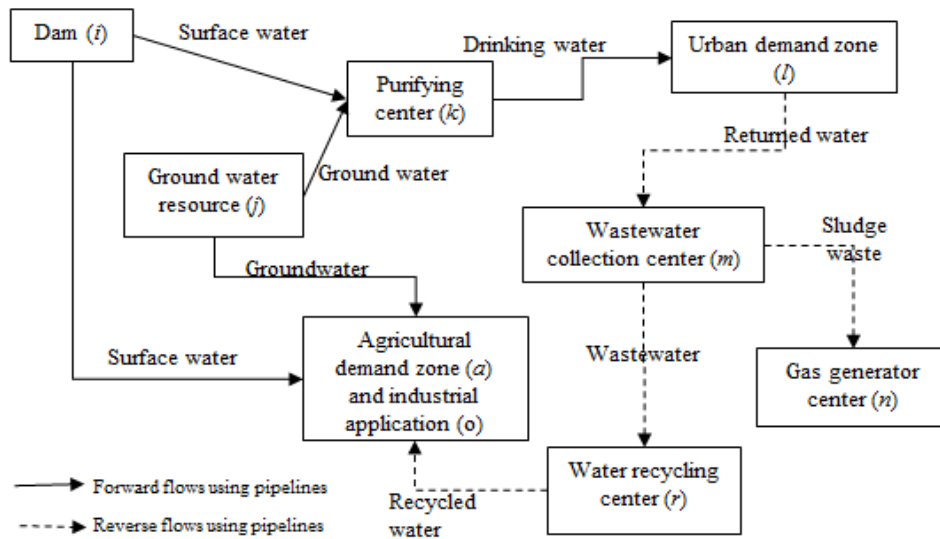 Dam (i)
Surface water
Drinking water
Urban demand zone
(l)
Purifying
center (k)
Returned water
Ground water
resource (j)
Ground water
Wastewater
collection center (m)
Sludge
waste
Groundwater
Agricultural
demand zone (a)
and industrial
application (o)
Surface water
Wastewater
Gas generator
center (n)
Water recycling
center (r)
Recycled
water
Forward flows using pipelines
Reverse flows using pipelines